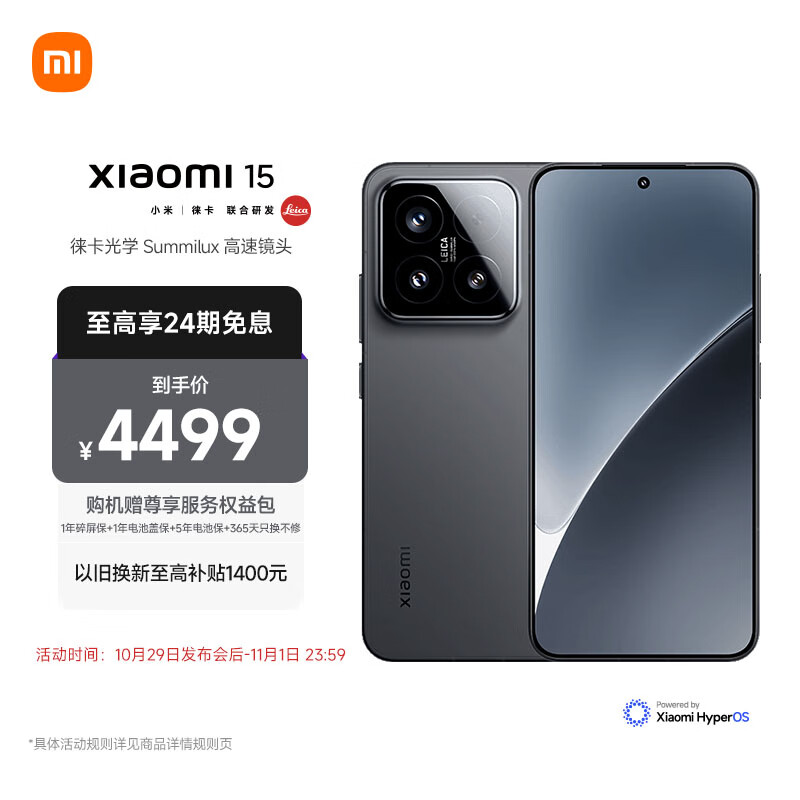 mi
xiaomi 15
小米 | 徕卡 联合研发 Leica
徕卡光学 Summilux 高速镜头
至高享24期免息
到手价
¥4499
购机赠尊享服务权益包
1年碎屏保+1年电池盖保+5年电池保+365天只换不修
以旧换新至高补贴1400元
活动时间：10月29日发布会后-11月1日 23:59
LEICA
xiaomi
Powered by
Xiaomi HyperOS
*具体活动规则详见商品详情规则页